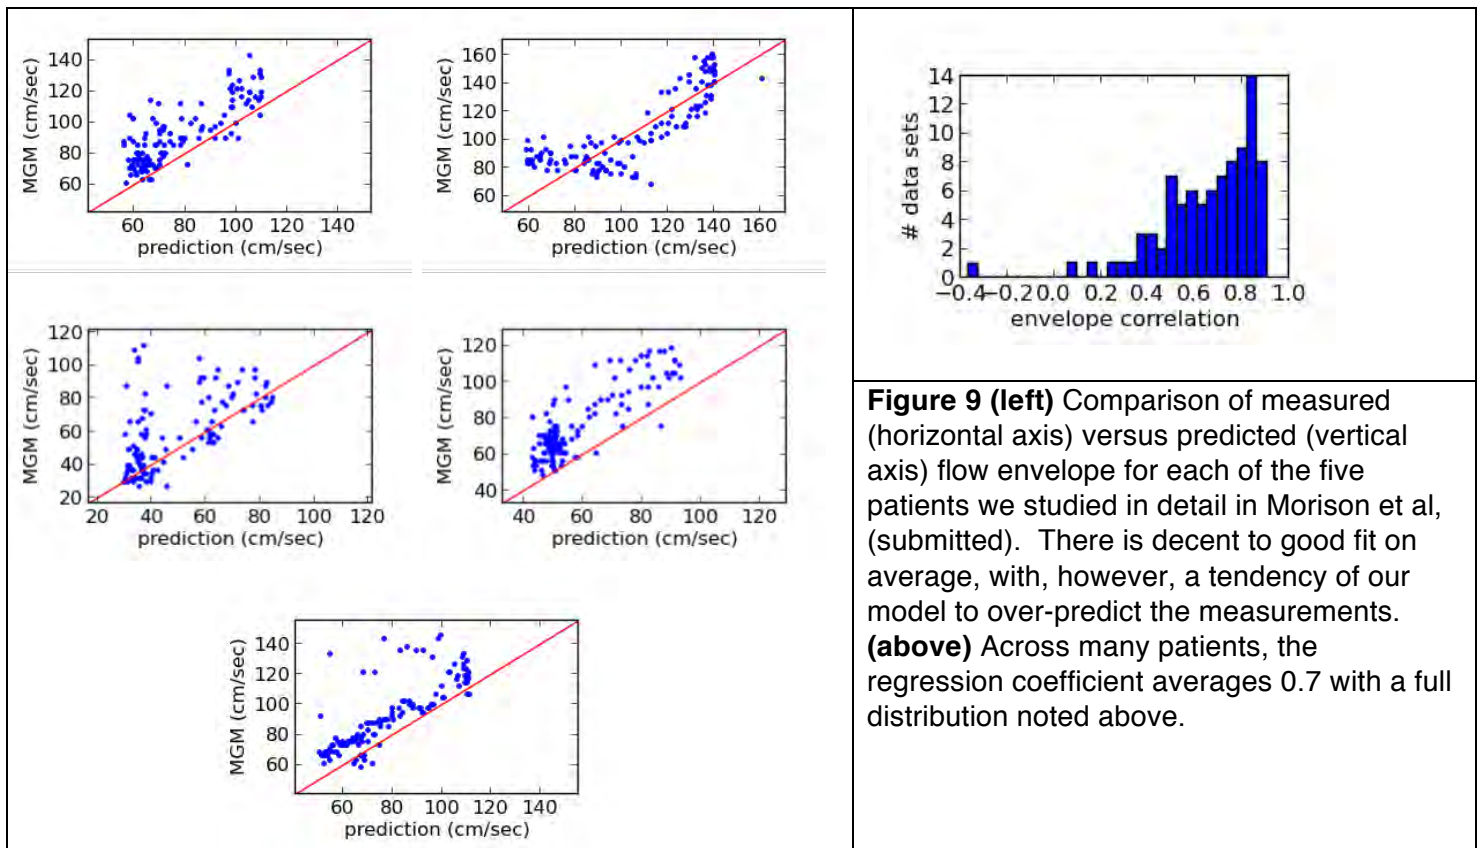 140
120
100
80
60
MGM (cm/sec)
60 80 100 120 140
prediction (cm/sec)
160
140
120
100
80
60
MGM (cm/sec)
60 80 100 120 140 160
prediction (cm/sec)
120
100
80
60
40
20
MGM (cm/sec)
20 40 60 80 100 120
prediction (cm/sec)
120
100
80
60
40
MGM (cm/sec)
40 60 80 100 120
prediction (cm/sec)
140
120
100
80
60
MGM (cm/sec)
60 80 100 120 140
prediction (cm/sec)
14
12
10
8
6
4
2
0
# data sets
−0.4 −0.2 0.0 0.2 0.4 0.6 0.8 1.0
envelope correlation
Figure 9 (left) Comparison of measured
(horizontal axis) versus predicted (vertical
axis) flow envelope for each of the five
patients we studied in detail in Morison et al,
(submitted).  There is decent to good fit on
average, with, however, a tendency of our
model to over-predict the measurements.
(above) Across many patients, the
regression coefficient averages 0.7 with a full
distribution noted above.